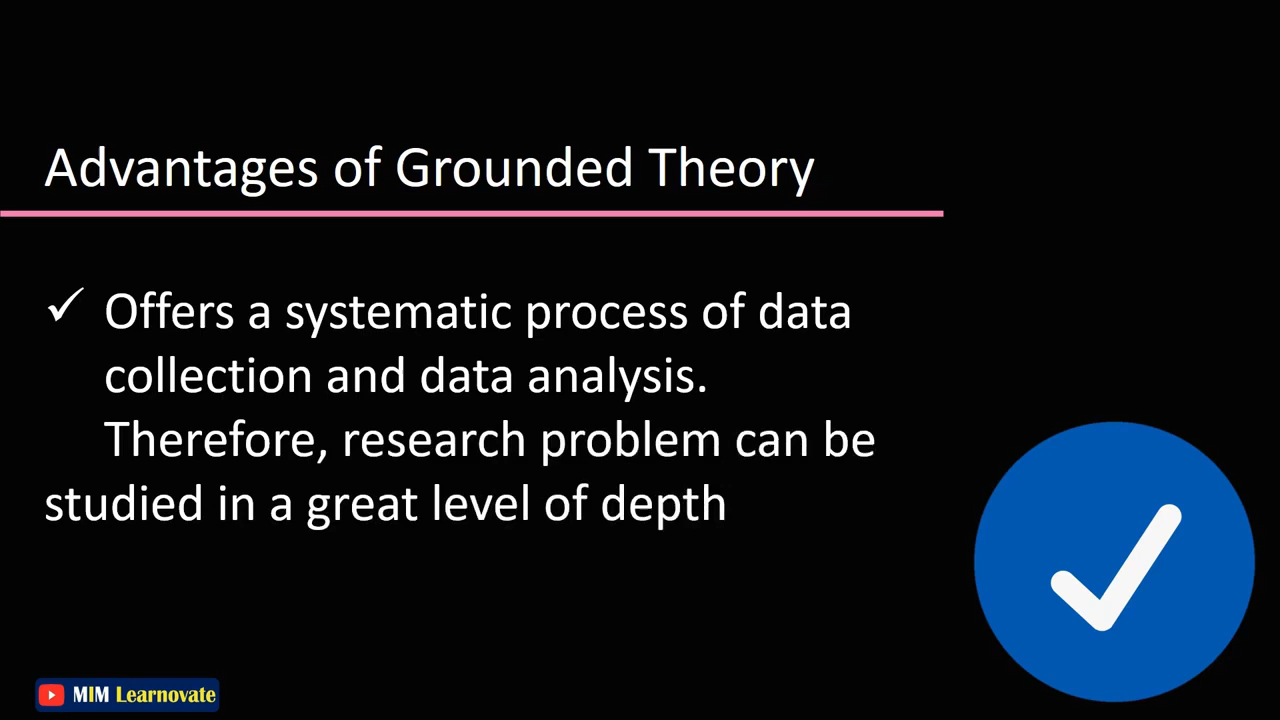 Advantages of Grounded Theory
✓ Offers a systematic process of data
collection and data analysis.
Therefore, research problem can be
studied in a great level of depth
MIM Learnovate